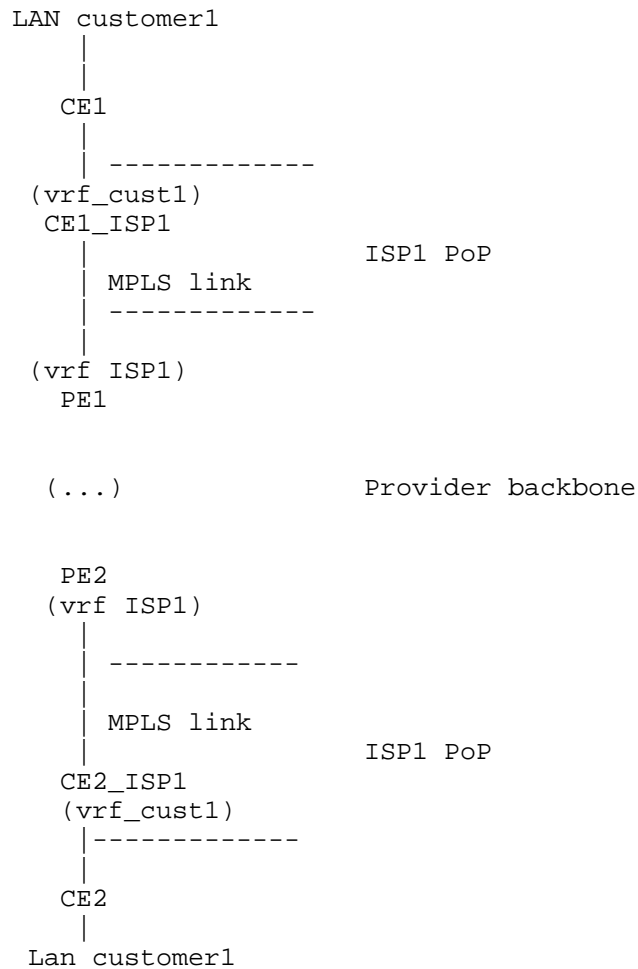 LAN customer1
|
|
CE1
|
| -------------
(vrf_cust1)
CE1_ISP1
| ISP1 PoP
| MPLS link
| -------------
|
(vrf ISP1)
PE1
(...) Provider backbone
PE2
(vrf ISP1)
|
| ------------
|
| MPLS link
| ISP1 PoP
CE2_ISP1
(vrf_cust1)
|-------------
|
CE2
|
Lan customer1